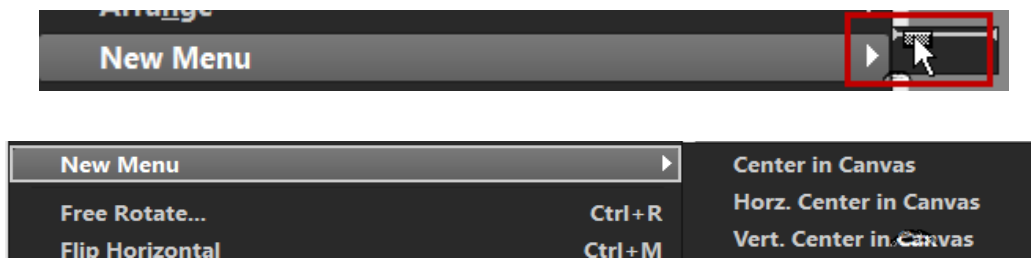 Arrange
New Menu
New Menu
Center in Canvas
Horz. Center in Canvas
Vert. Center in Canvas
Free Rotate...
Ctrl+R
Flip Horizontal
Ctrl+M